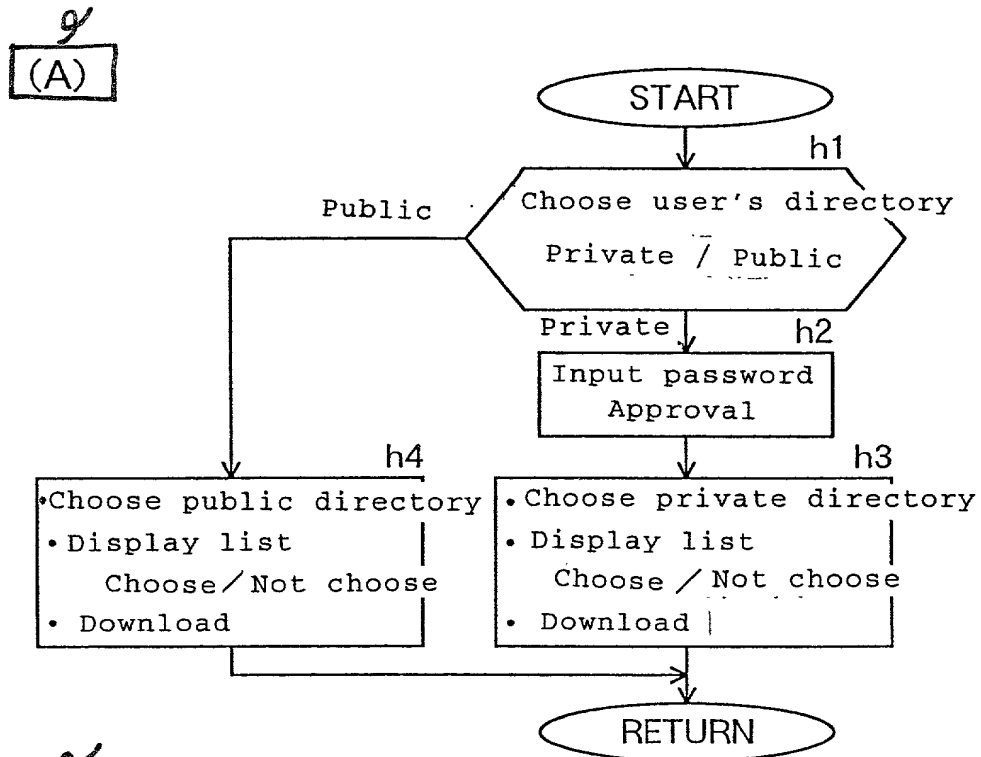 g
(A)
START
h1
Choose user's directory
Private / Public
Public
Private
h2
Input password
Approval
h4
•Choose public directory
• Display list
Choose/Not choose
• Download
h3
• Choose private directory
• Display list
Choose / Not choose
• Download
RETURN